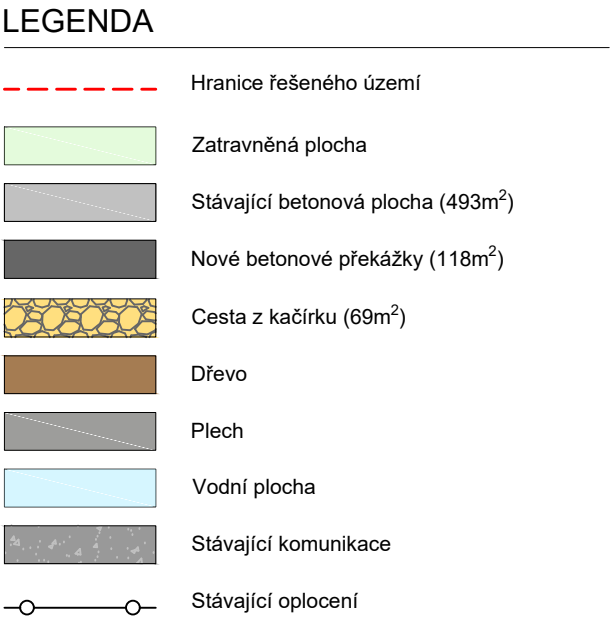 LEGENDA
Hranice řešeného území
Zatravněná plocha
Stávající betonová plocha (493m²)
Nové betonové překážky (118m²)
Cesta z kačírku (69m²)
Dřevo
Plech
Vodní plocha
Stávající komunikace
Stávající oplocení